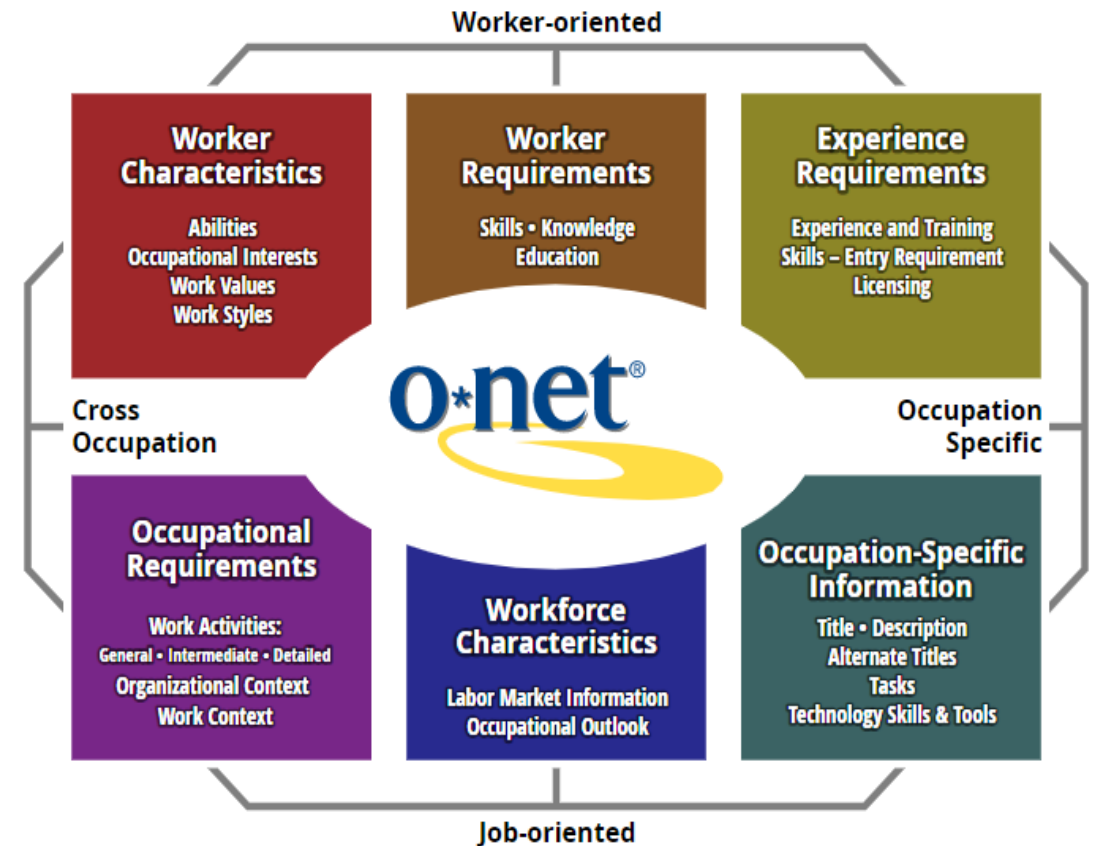 Worker-oriented
Worker
Characteristics
Abilities
Occupational Interests
Work Values
Work Styles
Worker
Requirements
Skills • Knowledge
Education
Experience
Requirements
Experience and Training
Skills – Entry Requirement
Licensing
o*net®
Cross
Occupation
Occupation
Specific
Occupational
Requirements
Work Activities:
General • Intermediate • Detailed
Organizational Context
Work Context
Workforce
Characteristics
Labor Market Information
Occupational Outlook
Occupation-Specific
Information
Title • Description
Alternate Titles
Tasks
Technology Skills & Tools
Job-oriented